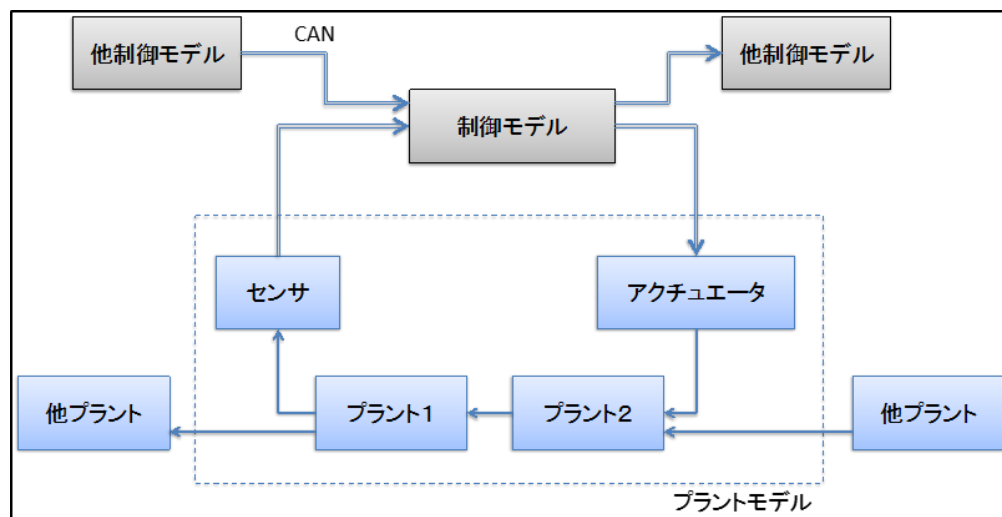 他制御モデル
CAN
他制御モデル
制御モデル
センサ
アクチュエータ
他プラント
プラント1
プラント2
他プラント
プラントモデル